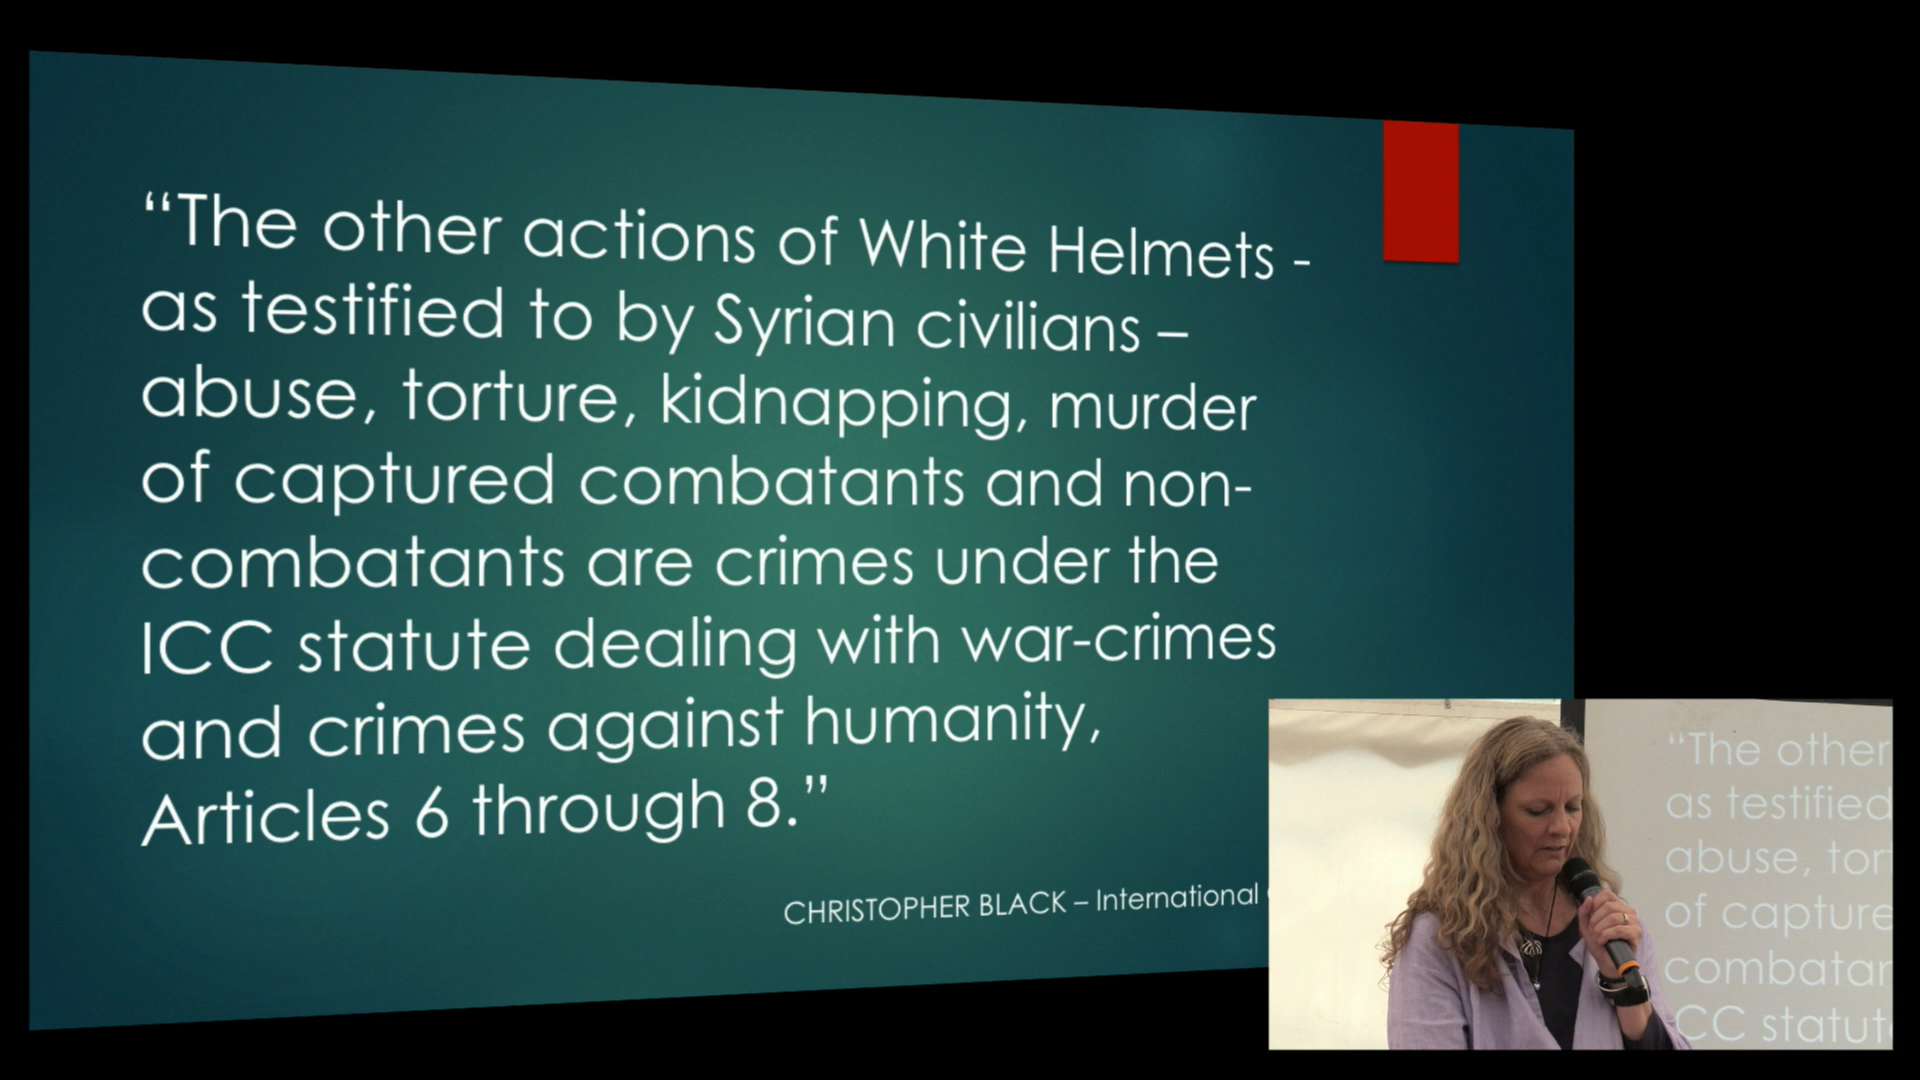 “The other actions of White Helmets -
as testified to by Syrian civilians –
abuse, torture, kidnapping, murder
of captured combatants and non-
combatants are crimes under the
ICC statute dealing with war-crimes
and crimes against humanity,
Articles 6 through 8.”
CHRISTOPHER BLACK – International
“The other
as testified
abuse, tor
of capture
combatan
CC statut